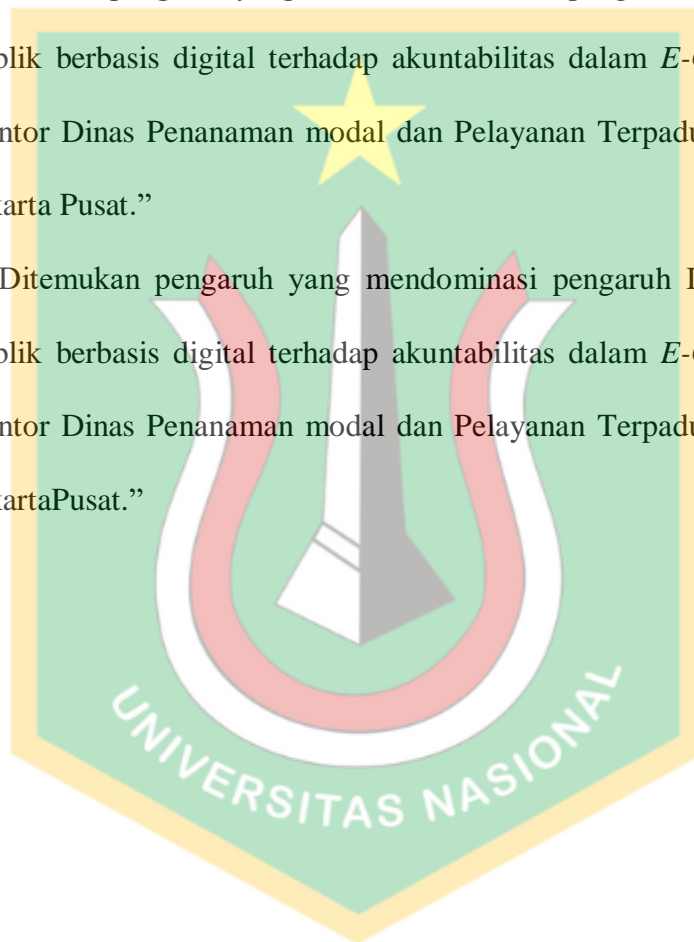 blik berbasis digital terhadap akuntabilitas dalam E-
ntor Dinas Penanaman modal dan Pelayanan Terpadu
karta Pusat.”
Ditemukan pengaruh yang mendominasi pengaruh
blik berbasis digital terhadap akuntabilitas dalam E-
ntor Dinas Penanaman modal dan Pelayanan Terpadu
kartaPusat.”
UNIVERSITAS NASIONAL